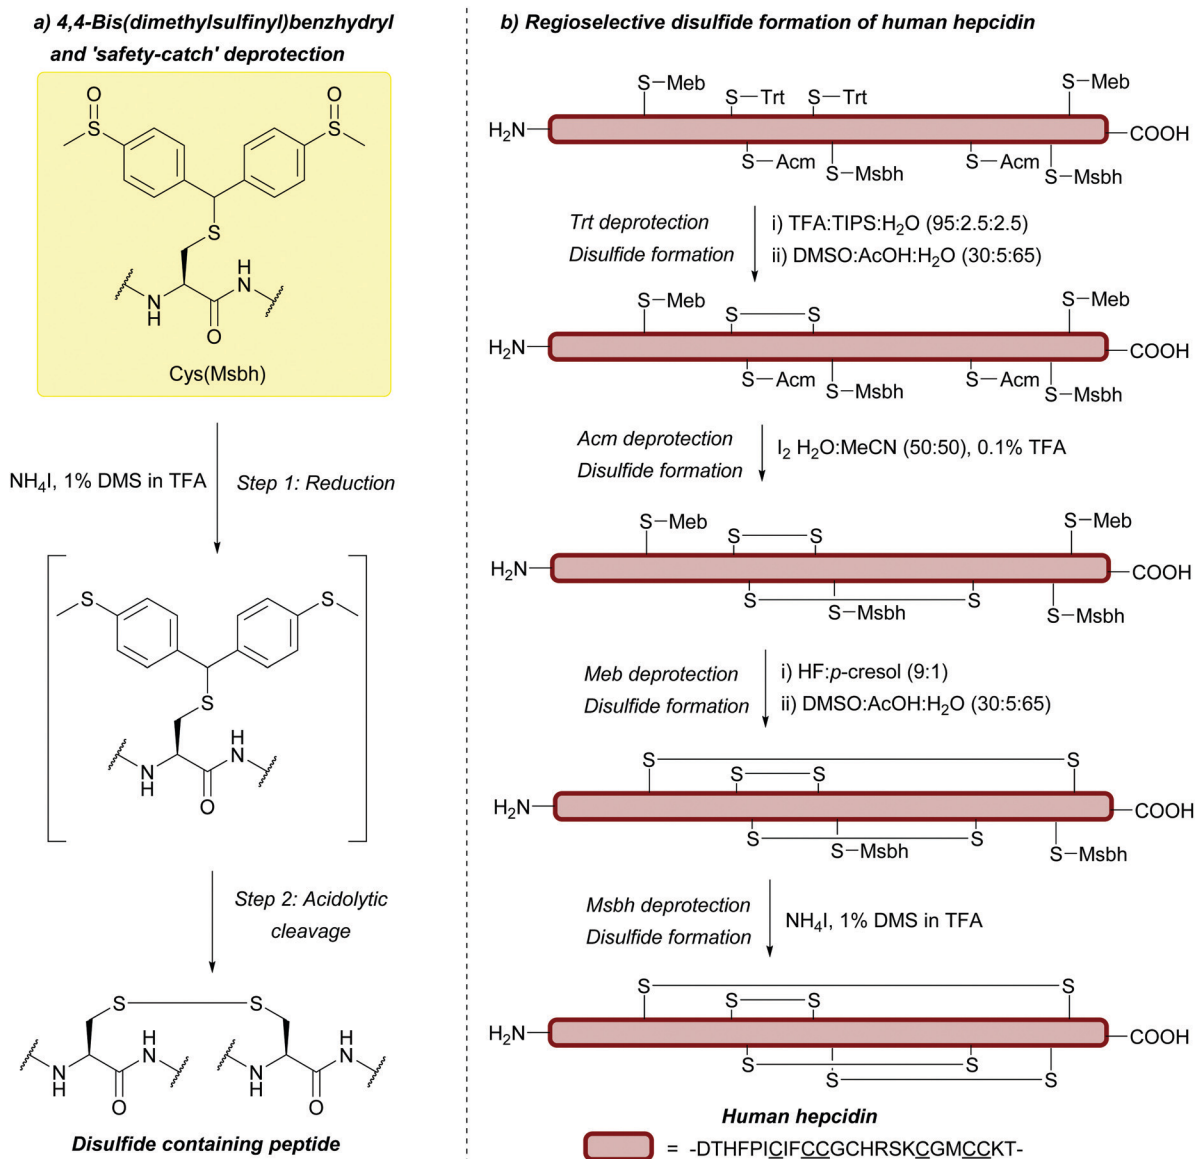 a) 4,4-Bis(dimethylsulfinyl)benzhydryl
and 'safety-catch' deprotection
O
S
O
S
S
N
H
H
N
O
Cys(Msbh)
NH4I, 1% DMS in TFA
Step 1: Reduction
S
S
S
N
H
H
N
O
Step 2: Acidolytic
cleavage
S
S
N
H
H
N
O
N
H
H
N
O
Disulfide containing peptide
b) Regioselective disulfide formation of human hepcidin
S–Meb
S–Trt
S–Trt
S–Meb
H2N
COOH
S–Acm
S–Msbh
S–Acm
S–Msbh
Trt deprotection
Disulfide formation
i) TFA:TIPS:H2O (95:2.5:2.5)
ii) DMSO:AcOH:H2O (30:5:65)
S–Meb
S
S
S–Meb
H2N
COOH
S–Acm
S–Msbh
S–Acm
S–Msbh
Acm deprotection
Disulfide formation
I2 H2O:MeCN (50:50), 0.1% TFA
S–Meb
S
S
S–Meb
H2N
COOH
S
S–Msbh
S
S–Msbh
Meb deprotection
Disulfide formation
i) HF:p-cresol (9:1)
ii) DMSO:AcOH:H2O (30:5:65)
S
S
S
S
H2N
COOH
S
S–Msbh
S
S–Msbh
Msbh deprotection
Disulfide formation
NH4I, 1% DMS in TFA
S
S
S
S
H2N
COOH
S
S
S
S
Human hepcidin
= -DTHFPICIFCCGCHRSKCGMCCKT-